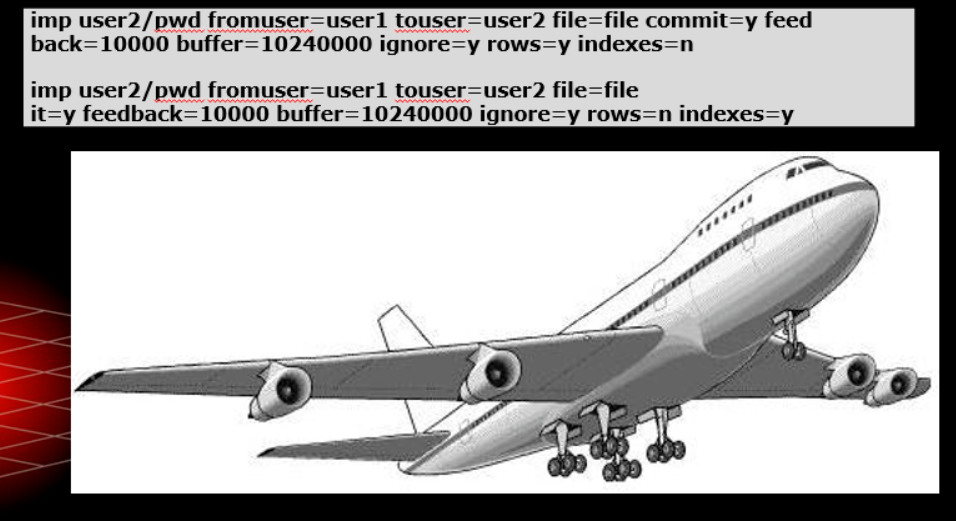 imp user2/pwd fromuser=user1 touser=user2 file=file commit=y feed
back=10000 buffer=10240000 ignore=y rows=y indexes=n
imp user2/pwd fromuser=user1 touser=user2 file=file
it=y feedback=10000 buffer=10240000 ignore=y rows=n indexes=y